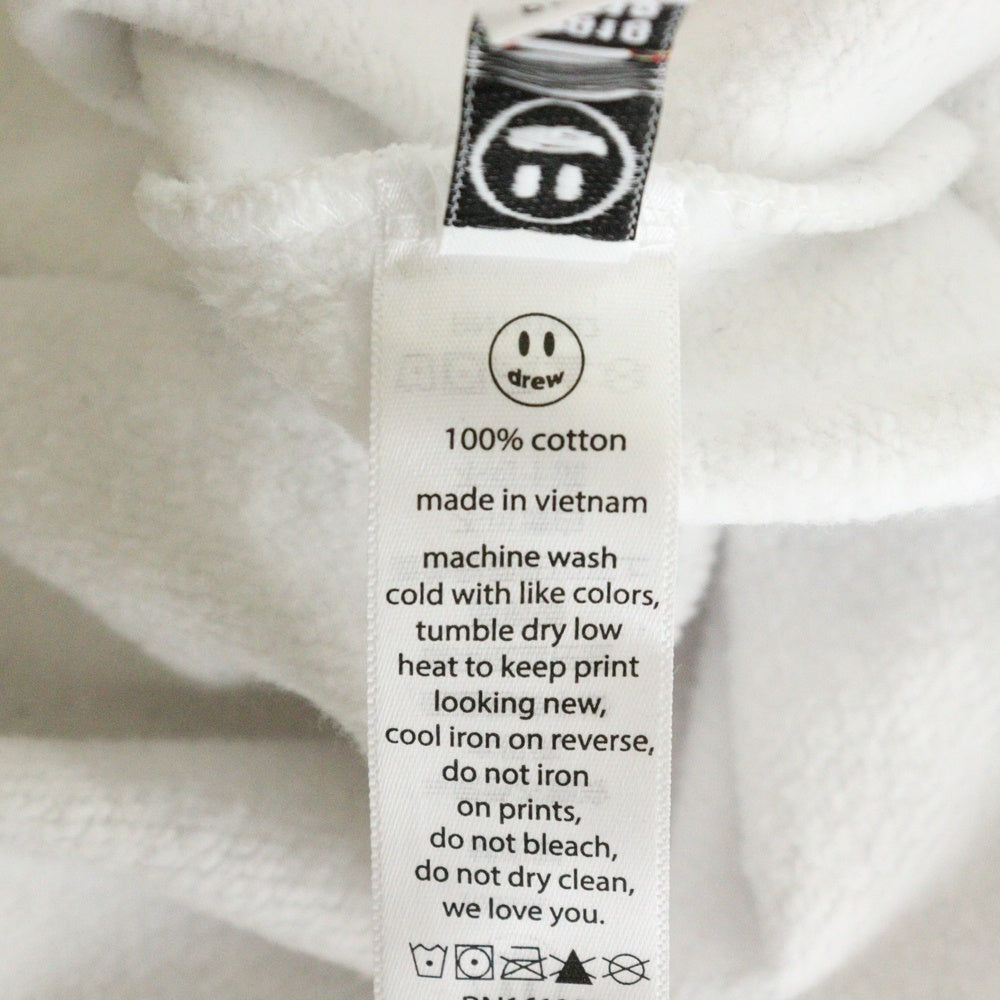 drew
100% cotton
made in vietnam
machine wash
cold with like colors,
tumble dry low
heat to keep print
looking new,
cool iron on reverse,
do not iron
on prints,
do not bleach,
do not dry clean,
we love you.